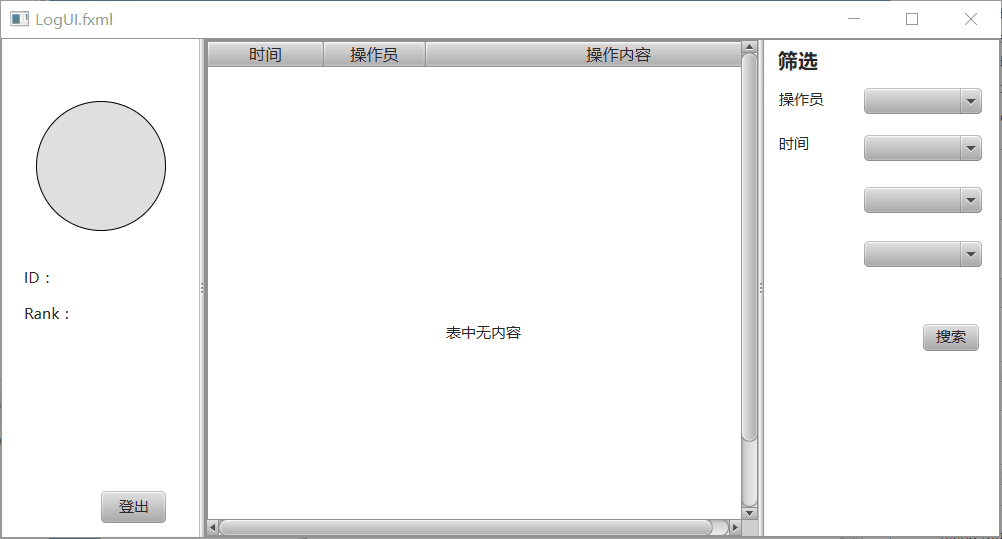 LogUI.fxml
ID：
Rank：
登出
时间 操作员 操作内容
表中无内容
筛选
操作员
时间
搜索